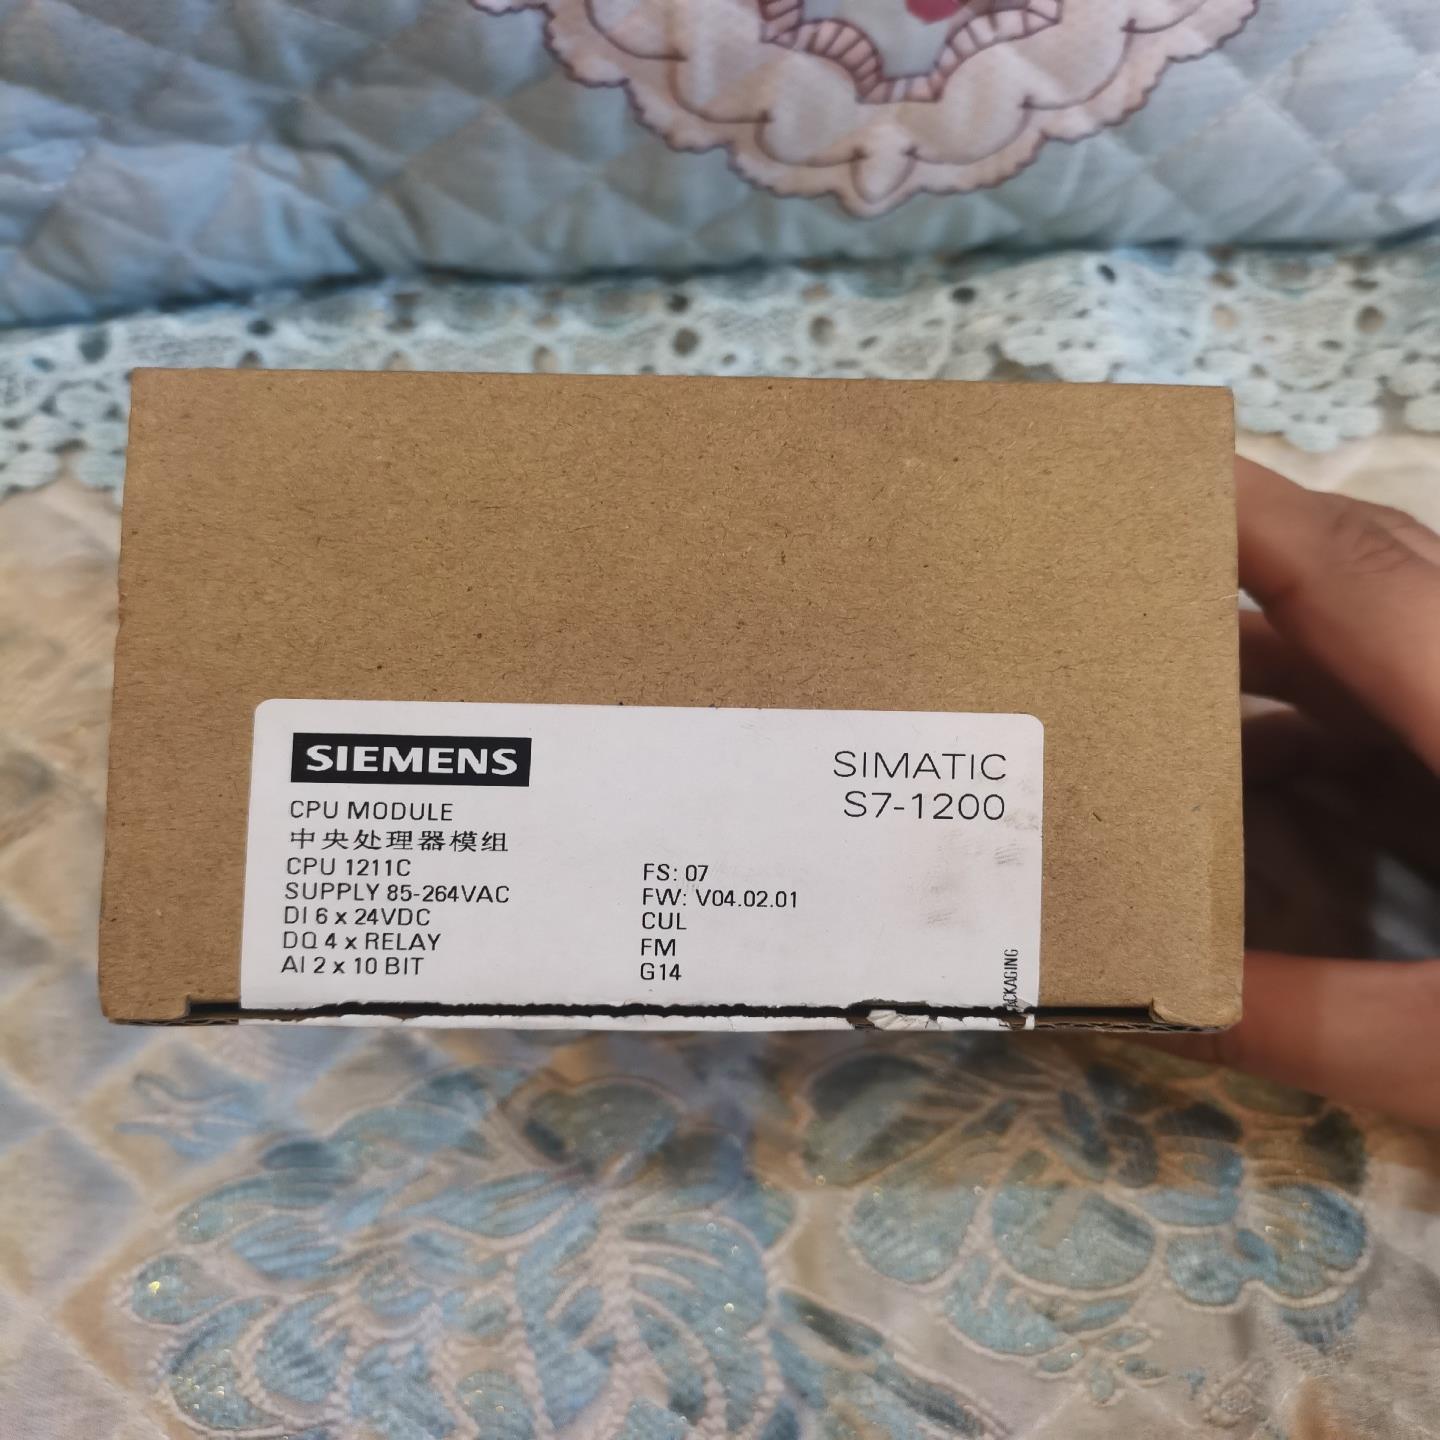 SIEMENS
SIMATIC
S7-1200
CPU MODULE
中央处理器模组
CPU 1211C
SUPPLY 85-264VAC
DI 6 x 24VDC
DQ 4 x RELAY
AI 2 x 10 BIT
FS: 07
FW: V04.02.01
CUL
FM
G14